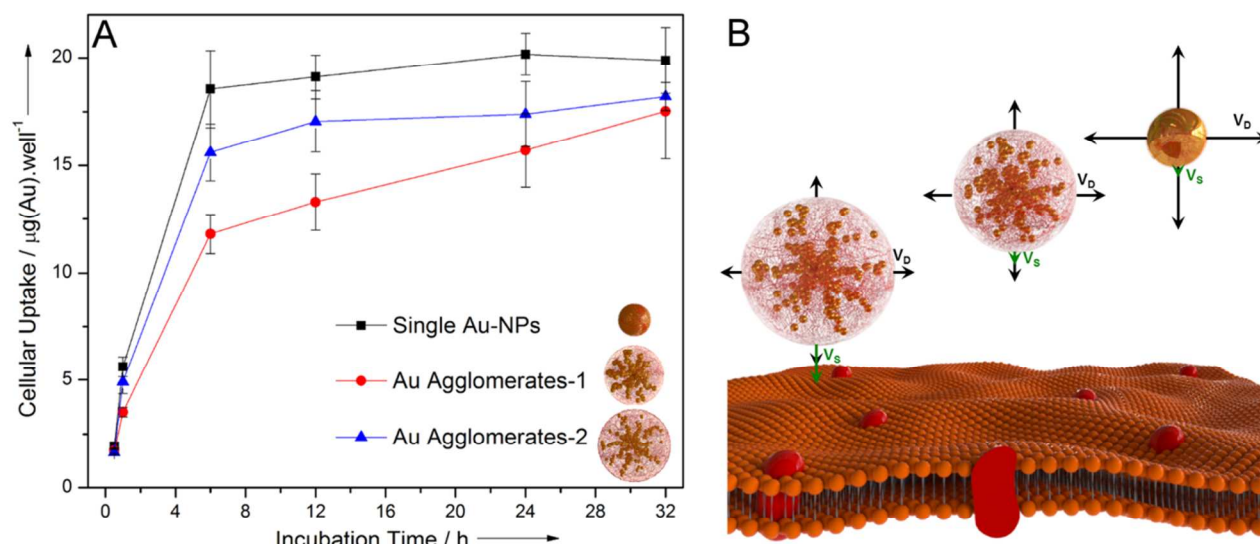 A
Cellular Uptake / µg(Au).well⁻¹
20
15
10
5
0
0 4 8 12 16 20 24 28 32
Incubation Time / h
Single Au-NPs
Au Agglomerates-1
Au Agglomerates-2
B
V_D
V_S
V_D
V_S
V_D
V_S